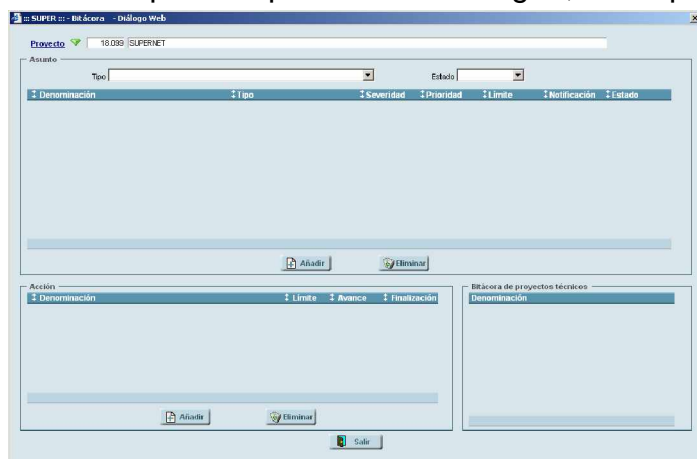 ::: SUPER ::: - Bitácora - Diálogo Web
Proyecto 18.099 SUPERNET
Asunto
Tipo Estado
Denominación Tipo Severidad Prioridad Límite Notificación Estado
Añadir Eliminar
Acción
Denominación Límite Avance Finalización
Añadir Eliminar
Bitácora de proyectos técnicos
Denominación
Salir